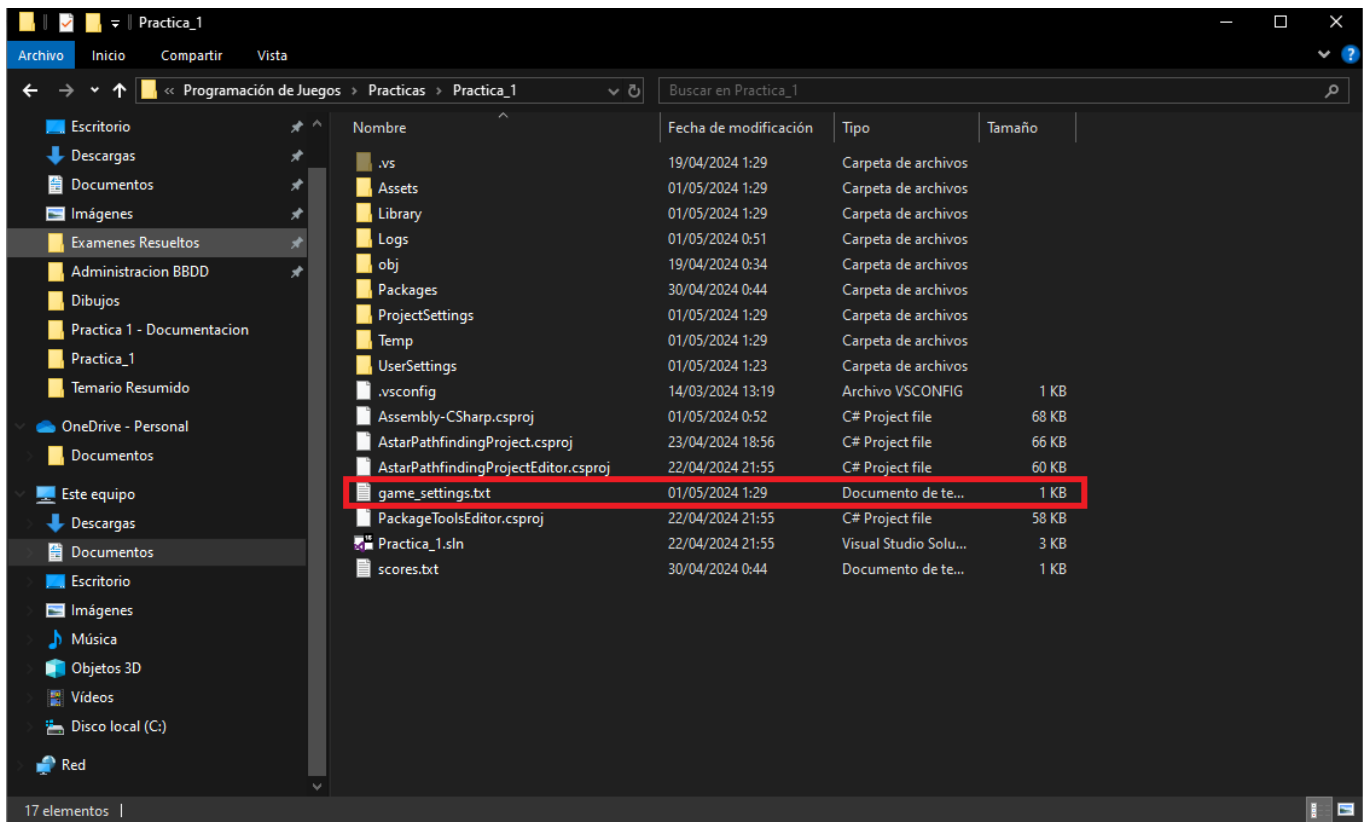 Practica_1
Archivo Inicio Compartir Vista
« Programación de Juegos > Practicas > Practica_1 Buscar en Practica_1
Escritorio
Descargas
Documentos
Imágenes
Examenes Resueltos
Administracion BBDD
Dibujos
Practica 1 - Documentacion
Practica_1
Temario Resumido
OneDrive - Personal
Documentos
Este equipo
Descargas
Documentos
Escritorio
Imágenes
Música
Objetos 3D
Vídeos
Disco local (C:)
Red
Nombre Fecha de modificación Tipo Tamaño
.vs 19/04/2024 1:29 Carpeta de archivos
Assets 01/05/2024 1:29 Carpeta de archivos
Library 01/05/2024 1:29 Carpeta de archivos
Logs 01/05/2024 0:51 Carpeta de archivos
obj 19/04/2024 0:34 Carpeta de archivos
Packages 30/04/2024 0:44 Carpeta de archivos
ProjectSettings 01/05/2024 1:29 Carpeta de archivos
Temp 01/05/2024 1:29 Carpeta de archivos
UserSettings 01/05/2024 1:23 Carpeta de archivos
.vsconfig 14/03/2024 13:19 Archivo VSCONFIG 1 KB
Assembly-CSharp.csproj 01/05/2024 0:52 C# Project file 68 KB
AstarPathfindingProject.csproj 23/04/2024 18:56 C# Project file 66 KB
AstarPathfindingProjectEditor.csproj 22/04/2024 21:55 C# Project file 60 KB
game_settings.txt 01/05/2024 1:29 Documento de te... 1 KB
PackageToolsEditor.csproj 22/04/2024 21:55 C# Project file 58 KB
Practica_1.sln 22/04/2024 21:55 Visual Studio Solu... 3 KB
scores.txt 30/04/2024 0:44 Documento de te... 1 KB
17 elementos